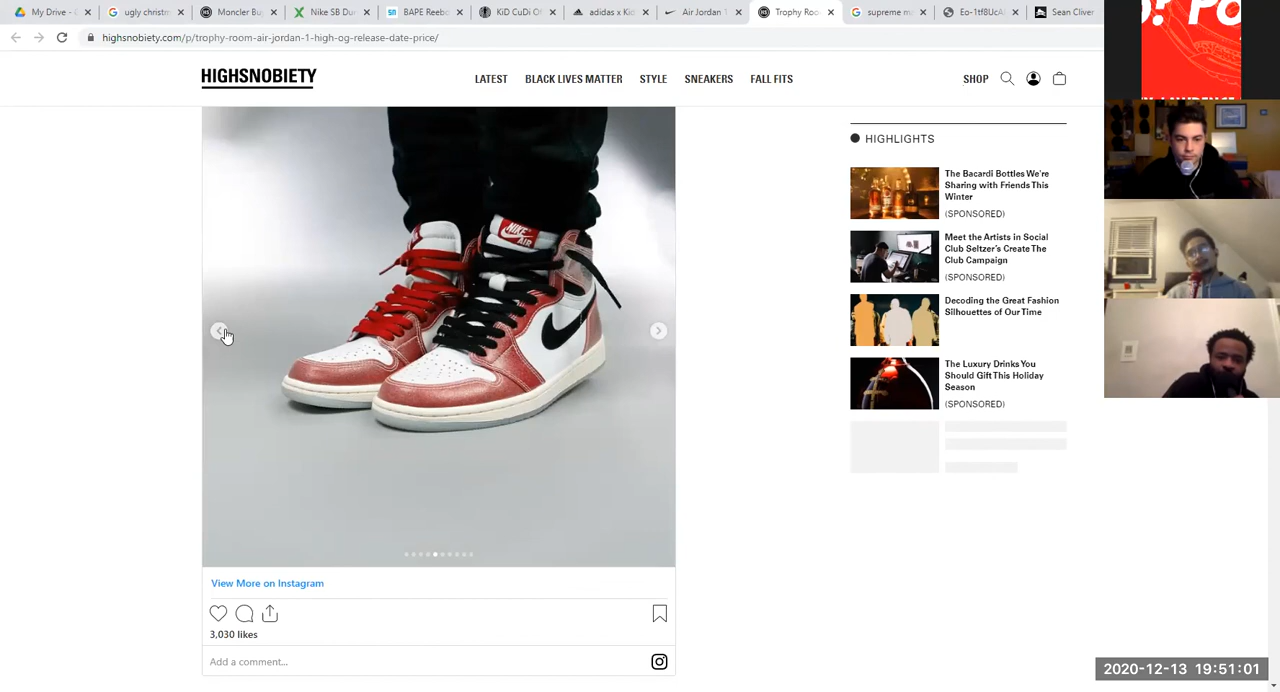 My Drive -
ugly christm
Moncler Bu
Nike SB Du
BAPE Reebo
KiD CuDi Of
adidas x Kid
Air Jordan 1
Trophy Roo
supreme m
Eo-1tf8UcA
Sean Cliver
highsnobiety.com/p/trophy-room-air-jordan-1-high-og-release-date-price/
HIGHSNOBIETY
LATEST
BLACK LIVES MATTER
STYLE
SNEAKERS
FALL FITS
SHOP
NIKE
AIR
HIGHLIGHTS
The Bacardi Bottles We're
Sharing with Friends This
Winter
(SPONSORED)
Meet the Artists in Social
Club Seltzer's Create The
Club Campaign
(SPONSORED)
Decoding the Great Fashion
Silhouettes of Our Time
The Luxury Drinks You
Should Gift This Holiday
Season
(SPONSORED)
View More on Instagram
3,030 likes
Add a comment...
2020-12-13 19:51:01